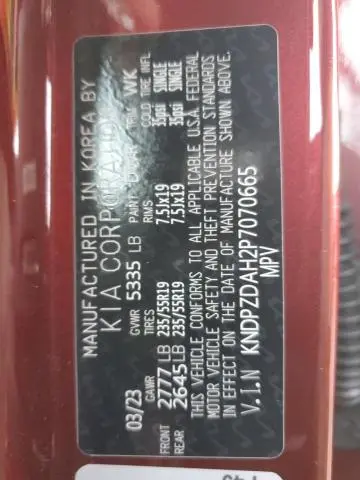 MANUFACTURED IN KOREA BY
KIA CORPORATION
03/23 GVWR 5335 LB PAINT TRIM WK
GAWR TIRES RIMS COLD TIRE INFL
FRONT 2777 LB 235/55R19 7.5Jx19 35psi SINGLE
REAR 2645 LB 235/55R19 7.5Jx19 35psi SINGLE
THIS VEHICLE CONFORMS TO ALL APPLICABLE U.S.A. FEDERAL
MOTOR VEHICLE SAFETY AND THEFT PREVENTION STANDARDS
IN EFFECT ON THE DATE OF MANUFACTURE SHOWN ABOVE.
V.I.N KNDPZDAH2P7070665
MPV